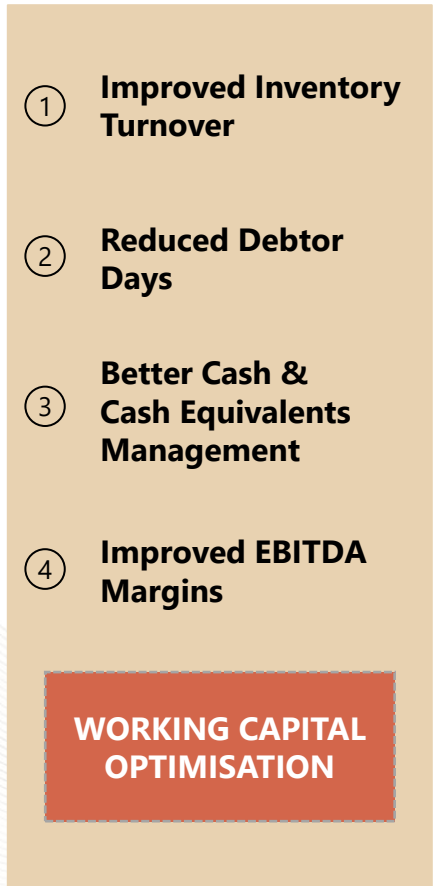 1
Improved Inventory
Turnover
2
Reduced Debtor
Days
3
Better Cash &
Cash Equivalents
Management
4
Improved EBITDA
Margins
WORKING CAPITAL
OPTIMISATION